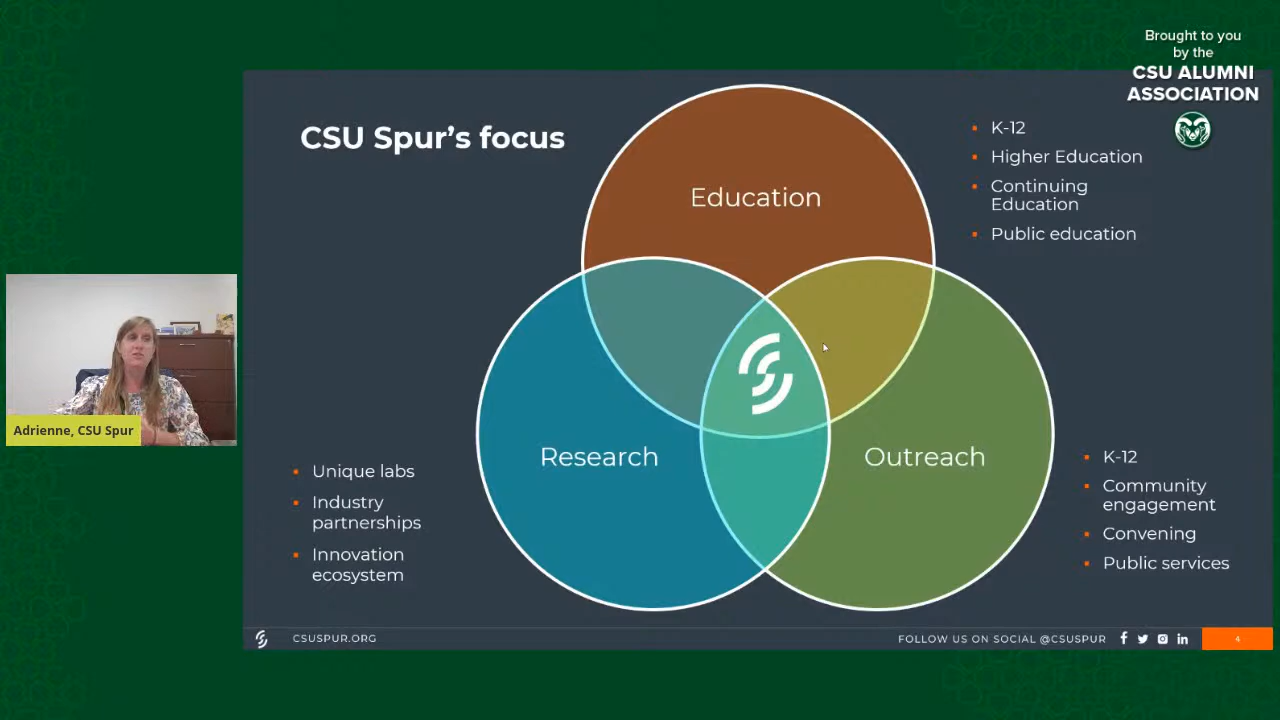 Brought to you
by the
CSU ALUMNI
ASSOCIATION
CSU Spur's focus
Education
▪ K-12
▪ Higher Education
▪ Continuing
Education
▪ Public education
Adrienne, CSU Spur
Research
Outreach
▪ Unique labs
▪ Industry
partnerships
▪ Innovation
ecosystem
▪ K-12
▪ Community
engagement
▪ Convening
▪ Public services
CSUSPUR.ORG
FOLLOW US ON SOCIAL @CSUSPUR
4